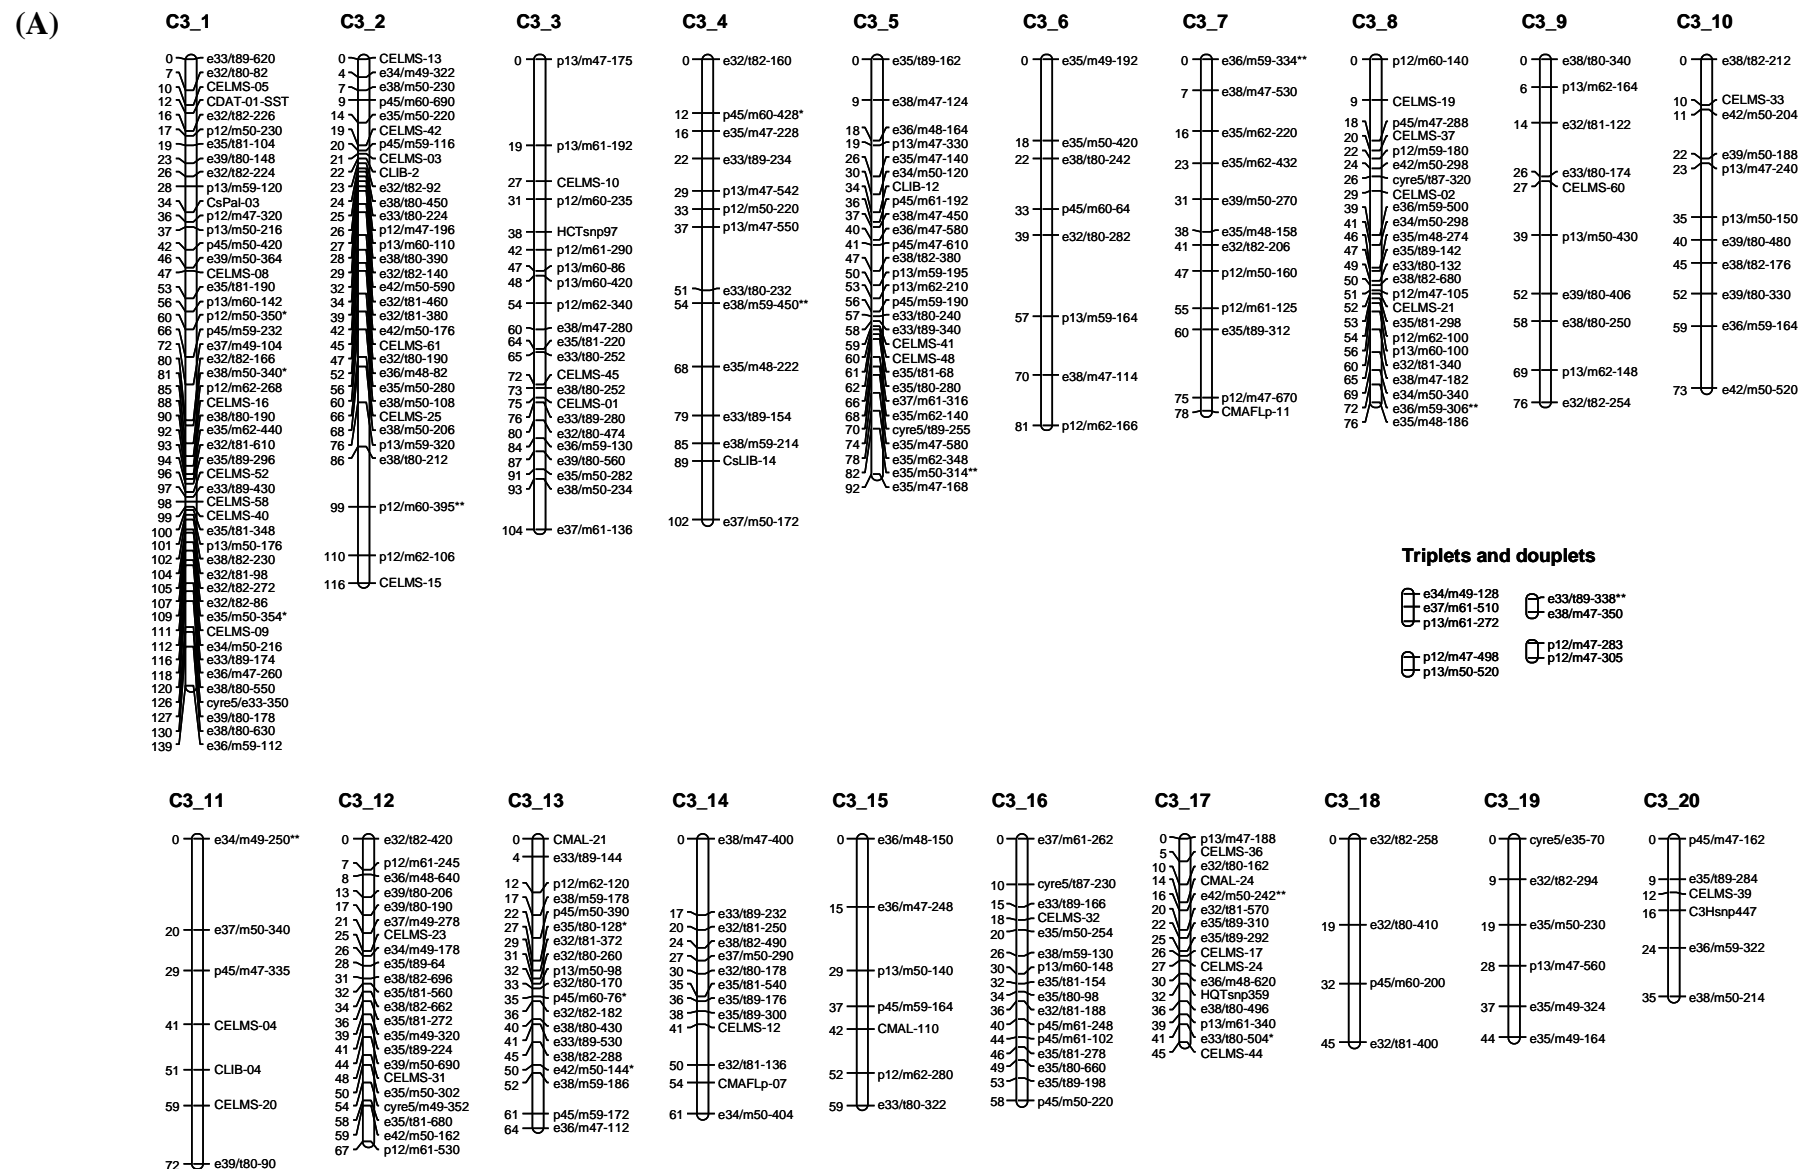 (A)
C3_1
0 e33/t89-620
7 e32/t80-82
10 CELMS-05
12 CDAT-01-SST
16 e32/t82-226
17 p12/m50-230
19 e35/t81-104
23 e39/t80-148
26 e32/t82-224
28 p13/m59-120
34 CsPal-03
36 p12/m47-320
37 p13/m50-216
42 p45/m50-420
46 e39/m50-364
47 CELMS-08
53 e35/t81-190
56 p13/m60-142
60 p12/m50-350*
66 p45/m59-232
72 e37/m49-104
80 e32/t82-166
81 e38/m50-340*
85 p12/m62-268
88 CELMS-16
90 e38/t80-190
92 e35/m62-440
93 e32/t81-610
94 e35/t89-296
96 CELMS-52
97 e33/t89-430
98 CELMS-58
99 CELMS-40
100 e35/t81-348
101 p13/m50-176
102 e38/t82-230
104 e32/t81-98
105 e32/t82-272
107 e32/t82-86
109 e35/m50-354*
111 CELMS-09
112 e34/m50-216
116 e33/t89-174
118 e36/m47-260
120 e38/t80-550
126 cyre5/e33-350
127 e39/t80-178
130 e38/t80-630
139 e36/m59-112
C3_2
0 CELMS-13
4 e34/m49-322
7 e38/m50-230
9 p45/m60-690
14 e35/m50-220
19 CELMS-42
20 p45/m59-116
21 CELMS-03
22 CLIB-2
23 e32/t82-92
24 e38/t80-450
25 e33/t80-224
26 p12/m47-196
27 p13/m60-110
28 e38/t80-390
29 e32/t82-140
32 e42/m50-590
34 e32/t81-460
39 e32/t81-380
42 e42/m50-176
45 CELMS-61
47 e32/t80-190
52 e36/m48-82
56 e35/m50-280
60 e38/m50-108
66 CELMS-25
68 e38/m50-206
76 p13/m59-320
86 e38/t80-212
99 p12/m60-395**
110 p12/m62-106
116 CELMS-15
C3_3
0 p13/m47-175
19 p13/m61-192
27 CELMS-10
31 p12/m60-235
38 HCTsnp97
42 p12/m61-290
47 p13/m60-86
48 p13/m60-420
54 p12/m62-340
60 e38/m47-280
64 e35/t81-220
65 e33/t80-252
72 CELMS-45
73 e38/t80-252
75 CELMS-01
76 e33/t89-280
80 e32/t80-474
84 e36/m59-130
87 e39/t80-560
91 e35/m50-282
93 e38/m50-234
104 e37/m61-136
C3_4
0 e32/t82-160
12 p45/m60-428*
16 e35/m47-228
22 e33/t89-234
29 p13/m47-542
33 p12/m50-220
37 p13/m47-550
51 e33/t80-232
54 e38/m59-450**
68 e35/m48-222
79 e33/t89-154
85 e38/m59-214
89 CsLIB-14
102 e37/m50-172
C3_5
0 e35/t89-162
9 e38/m47-124
18 e36/m48-164
19 p13/m47-330
26 e35/m47-140
30 e34/m50-120
34 CLIB-12
36 p45/m61-192
37 e38/m47-450
40 e36/m47-580
41 p45/m47-610
47 e38/t82-380
50 p13/m59-195
53 p13/m62-210
56 p45/m59-190
57 e33/t80-240
58 e33/t89-340
59 CELMS-41
60 CELMS-48
61 e35/t81-68
62 e35/t80-280
66 e37/m61-316
68 e35/m62-140
70 cyre5/t89-255
74 e35/m47-580
78 e35/m62-348
82 e35/m50-314**
92 e35/m47-168
C3_6
0 e35/m49-192
18 e35/m50-420
22 e38/t80-242
33 p45/m60-64
39 e32/t80-282
57 p13/m59-164
70 e38/m47-114
81 p12/m62-166
C3_7
0 e36/m59-334**
7 e38/m47-530
16 e35/m62-220
23 e35/m62-432
31 e39/m50-270
38 e35/m48-158
41 e32/t82-206
47 p12/m50-160
55 p12/m61-125
60 e35/t89-312
75 p12/m47-670
78 CMAFLp-11
C3_8
0 p12/m60-140
9 CELMS-19
18 p45/m47-288
20 CELMS-37
22 p12/m59-180
24 e42/m50-298
26 cyre5/t87-320
29 CELMS-02
39 e36/m59-500
41 e34/m50-298
46 e35/m48-274
47 e35/t89-142
49 e33/t80-132
50 e38/t82-680
51 p12/m47-105
52 CELMS-21
53 e35/t81-298
54 p12/m62-100
56 p13/m60-100
60 e32/t81-340
65 e38/m47-182
69 e34/m50-340
72 e36/m59-306**
76 e35/m48-186
C3_9
0 e38/t80-340
6 p13/m62-164
14 e32/t81-122
26 e33/t80-174
27 CELMS-60
39 p13/m50-430
52 e39/t80-406
58 e38/t80-250
69 p13/m62-148
76 e32/t82-254
C3_10
0 e38/t82-212
10 CELMS-33
11 e42/m50-204
22 e39/m50-188
23 p13/m47-240
35 p13/m50-150
40 e39/t80-480
45 e38/t82-176
52 e39/t80-330
59 e36/m59-164
73 e42/m50-520
Triplets and douplets
e34/m49-128
e37/m61-510
p13/m61-272
e33/t89-338**
e38/m47-350
p12/m47-498
p13/m50-520
p12/m47-283
p12/m47-305
C3_11
0 e34/m49-250**
20 e37/m50-340
29 p45/m47-335
41 CELMS-04
51 CLIB-04
59 CELMS-20
72 e39/t80-90
C3_12
0 e32/t82-420
7 p12/m61-245
8 e36/m48-640
13 e39/t80-206
17 e39/t80-190
21 e37/m49-278
25 CELMS-23
26 e34/m49-178
28 e35/t89-64
31 e38/t82-696
32 e35/t81-560
34 e38/t82-662
36 e35/t81-272
39 e35/m49-320
41 e35/t89-224
44 e39/m50-690
48 CELMS-31
50 e35/m50-302
54 cyre5/m49-352
58 e35/t81-680
59 e42/m50-162
67 p12/m61-530
C3_13
0 CMAL-21
4 e33/t89-144
12 p12/m62-120
17 e38/m59-178
22 p45/m50-390
27 e35/t80-128*
29 e32/t81-372
31 e32/t80-260
32 p13/m50-98
33 e32/t80-170
35 p45/m60-76*
36 e32/t82-182
40 e38/t80-430
41 e33/t89-530
45 e38/t82-288
50 e42/m50-144*
52 e38/m59-186
61 p45/m59-172
64 e36/m47-112
C3_14
0 e38/m47-400
17 e33/t89-232
20 e32/t81-250
24 e38/t82-490
27 e37/m50-290
30 e32/t80-178
35 e35/t81-540
36 e35/t89-176
38 e35/t89-300
41 CELMS-12
50 e32/t81-136
54 CMAFLp-07
61 e34/m50-404
C3_15
0 e36/m48-150
15 e36/m47-248
29 p13/m50-140
37 p45/m59-164
42 CMAL-110
52 p12/m62-280
59 e33/t80-322
C3_16
0 e37/m61-262
10 cyre5/t87-230
15 e33/t89-166
18 CELMS-32
20 e35/m50-254
26 e38/m59-130
30 p13/m60-148
32 e35/t81-154
34 e35/t80-98
36 e32/t81-188
40 p45/m61-248
44 p45/m61-102
46 e35/t81-278
49 e35/t80-660
53 e35/t89-198
58 p45/m50-220
C3_17
0 p13/m47-188
5 CELMS-36
10 e32/t80-162
14 CMAL-24
16 e42/m50-242**
20 e32/t81-570
22 e35/t89-310
25 e35/t89-292
26 CELMS-17
27 CELMS-24
30 e36/m48-620
32 HQTsnp359
36 e38/t80-496
39 p13/m61-340
41 e33/t80-504*
45 CELMS-44
C3_18
0 e32/t82-258
19 e32/t80-410
32 p45/m60-200
45 e32/t81-400
C3_19
0 cyre5/e35-70
9 e32/t82-294
19 e35/m50-230
28 p13/m47-560
37 e35/m49-324
44 e35/m49-164
C3_20
0 p45/m47-162
9 e35/t89-284
12 CELMS-39
16 C3Hsnp447
24 e36/m59-322
35 e38/m50-214